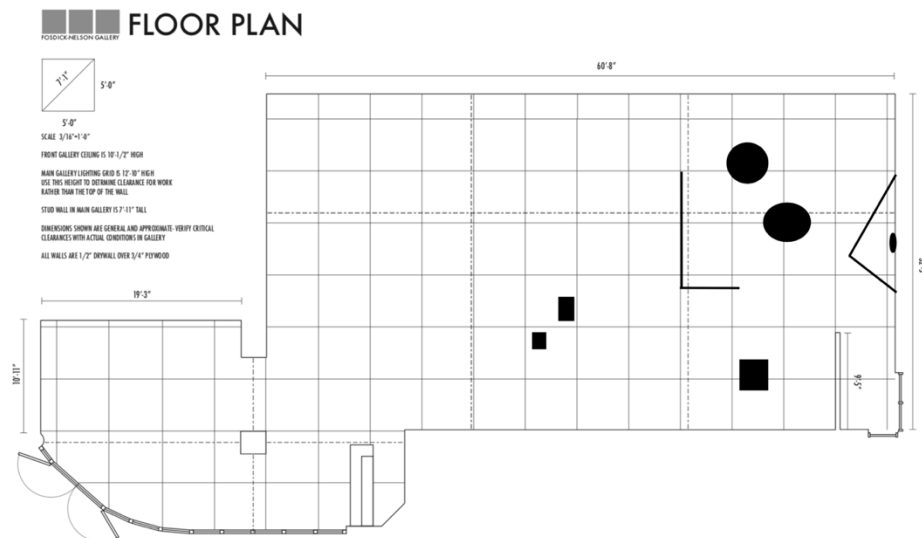 FOSDICK-NELSON GALLERY
FLOOR PLAN
7'-1"
5'-0"
5'-0"
SCALE 3/16"=1'-0"
FRONT GALLERY CEILING IS 10'-1/2" HIGH
MAIN GALLERY LIGHTING GRID IS 12'-10" HIGH
USE THIS HEIGHT TO DETRMINE CLEARANCE FOR WORK
RATHER THAN THE TOP OF THE WALL
STUD WALL IN MAIN GALLERY IS 7'-11" TALL
DIMENSIONS SHOWN ARE GENERAL AND APPROXIMATE- VERIFY CRITICAL
CLEARANCES WITH ACTUAL CONDITIONS IN GALLERY
ALL WALLS ARE 1/2" DRYWALL OVER 3/4" PLYWOOD
60'-8"
19'-3"
10'-11"
9'-5"